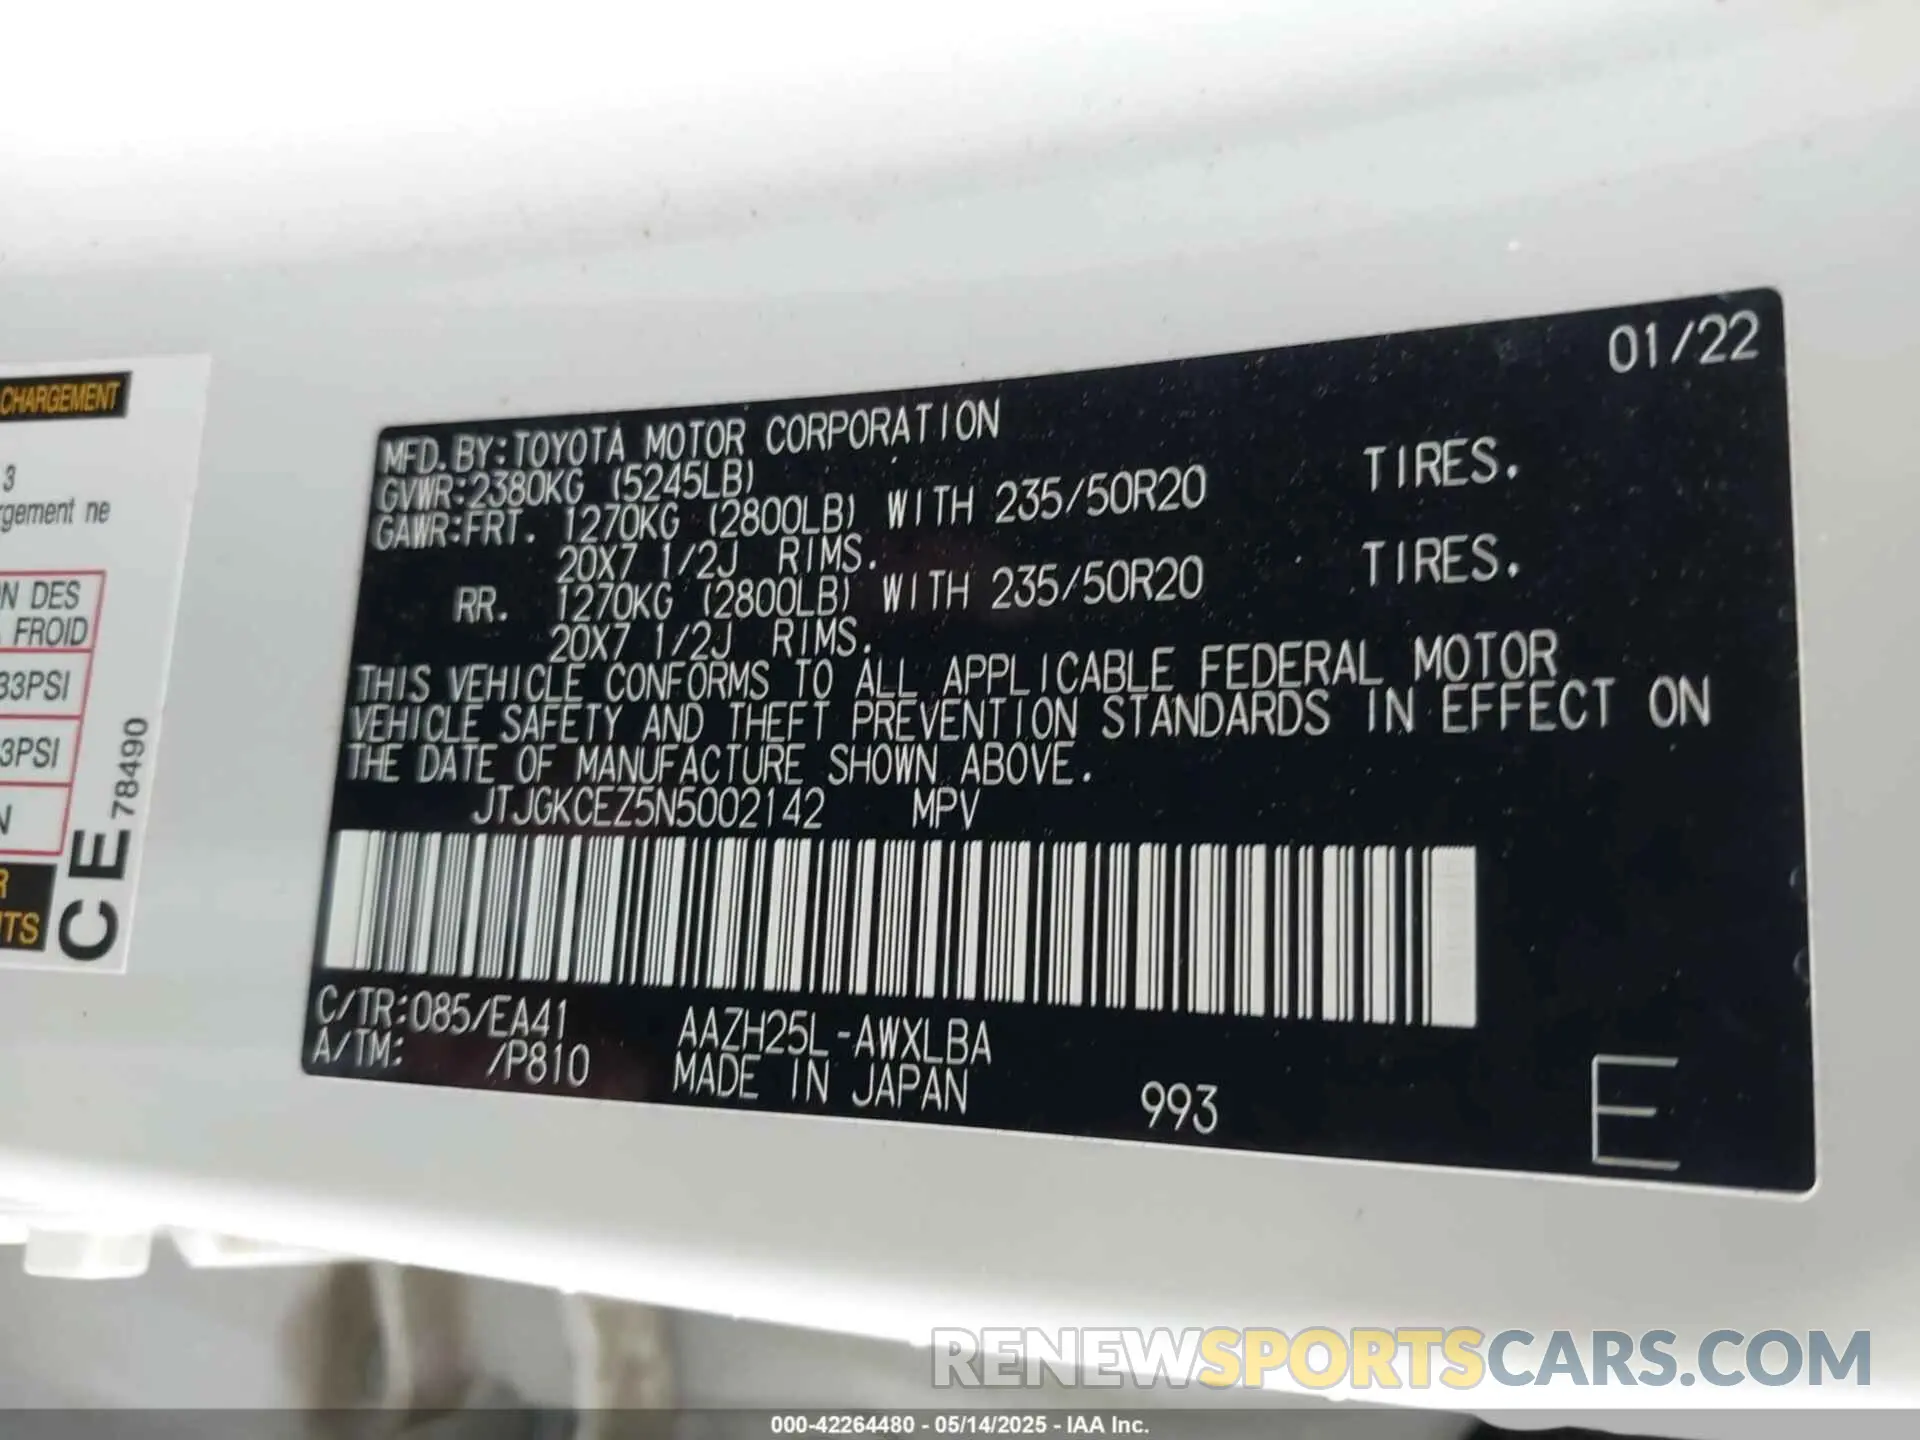 CHARGEMENT
3
rgement ne
N DES
FROID
33PSI
3PSI
N
R
ITS
CE 78490
01/22
MFD.BY:TOYOTA MOTOR CORPORATION
GVWR:2380KG (5245LB)
GAWR:FRT. 1270KG (2800LB) WITH 235/50R20 TIRES.
20X7 1/2J RIMS.
RR. 1270KG (2800LB) WITH 235/50R20 TIRES.
20X7 1/2J RIMS.
THIS VEHICLE CONFORMS TO ALL APPLICABLE FEDERAL MOTOR
VEHICLE SAFETY AND THEFT PREVENTION STANDARDS IN EFFECT ON
THE DATE OF MANUFACTURE SHOWN ABOVE.
JTJGKCEZ5N5002142 MPV
C/TR:085/EA41 AAZH25L-AWXLBA
A/TM: /P810 MADE IN JAPAN 993
E
RENEWSPORTSCARS.COM
000-42264480 - 05/14/2025 - IAA Inc.